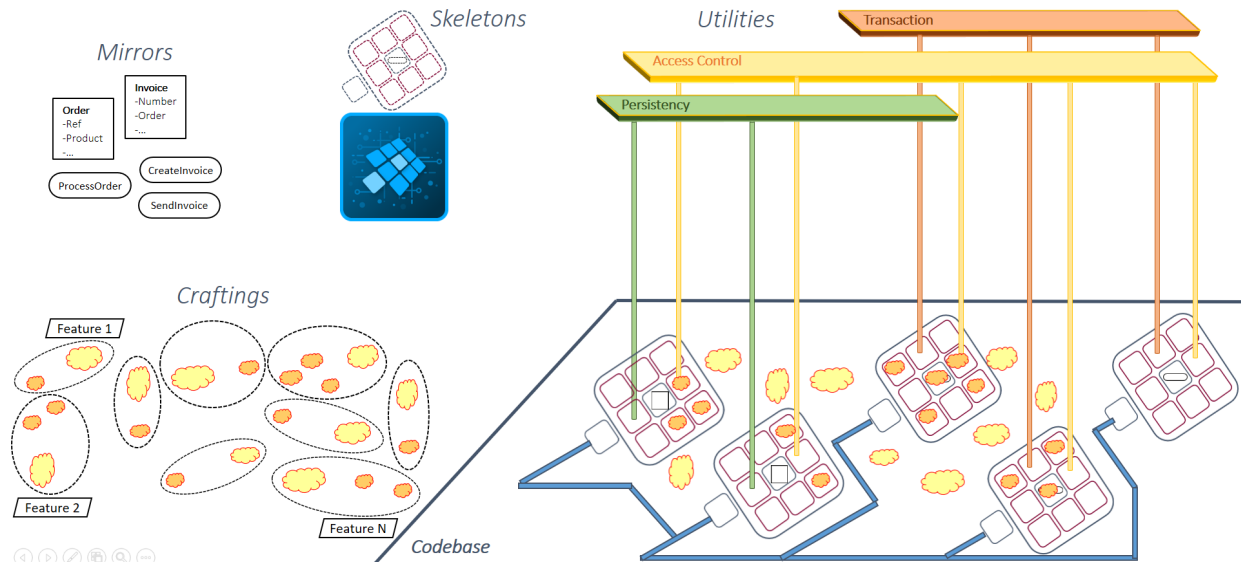 Mirrors
Skeletons
Utilities
Transaction
Access Control
Persistency
Order
-Ref
-Product
-...
Invoice
-Number
-Order
-...
CreateInvoice
ProcessOrder
SendInvoice
Craftings
Feature 1
Feature 2
Feature N
Codebase